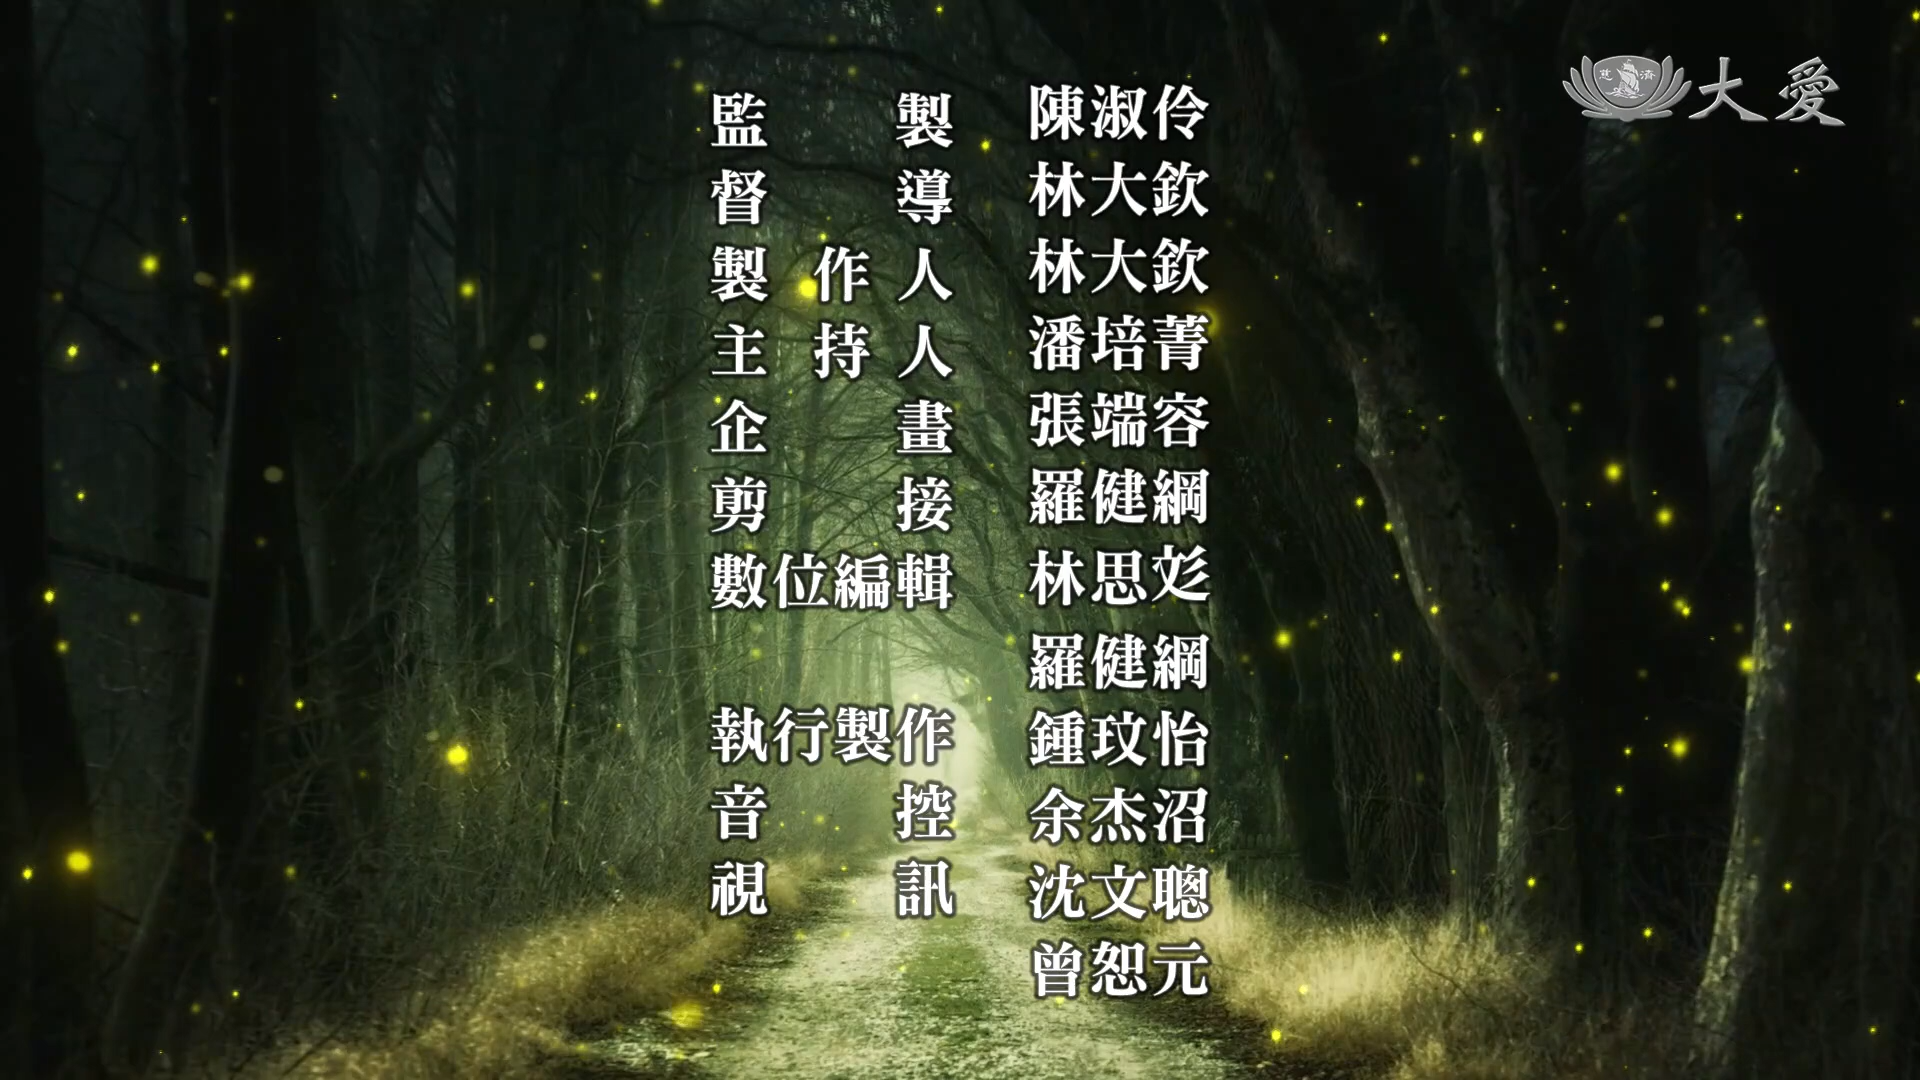 監製 陳淑伶
督導 林大欽
製作人 林大欽
主持人 潘培菁
企畫 張端容
剪接 羅健綱
數位編輯 林思彣
羅健綱
執行製作 鍾玟怡
音控 余杰沼
視訊 沈文聰
曾恕元
慈濟 大愛